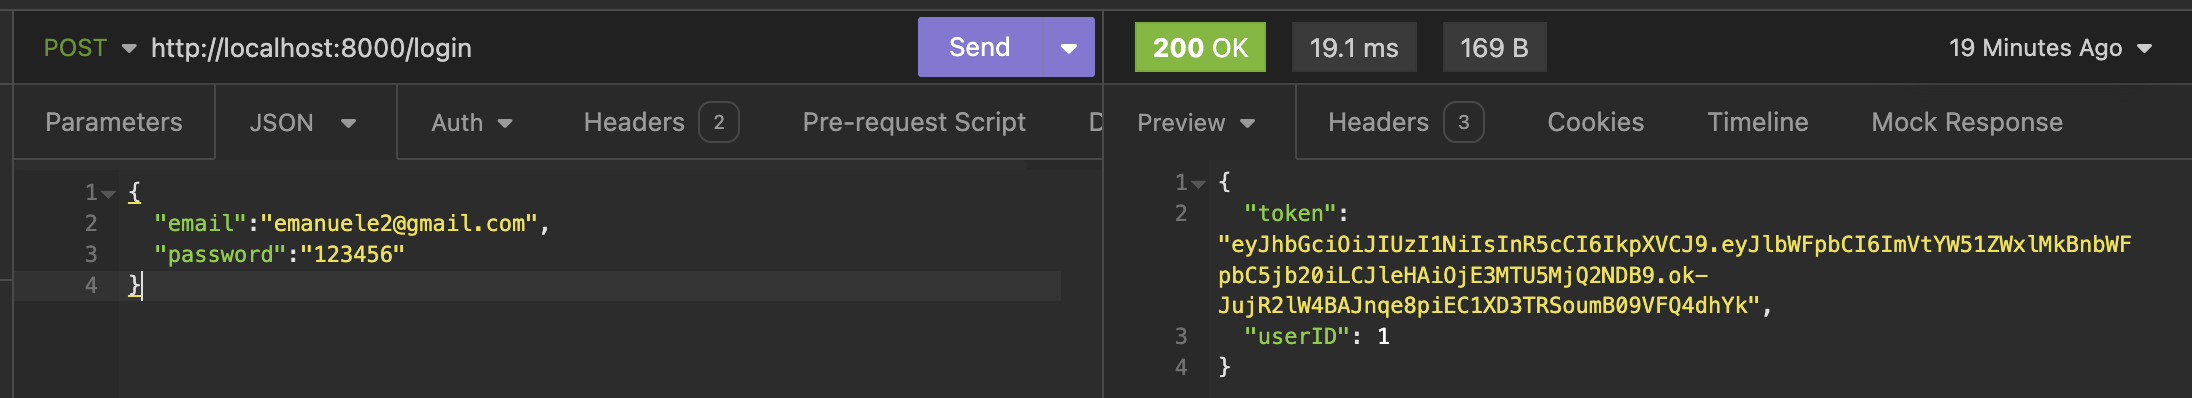 POST http://localhost:8000/login Send 200 OK 19.1 ms 169 B 19 Minutes Ago
Parameters JSON Auth Headers 2 Pre-request Script D Preview Headers 3 Cookies Timeline Mock Response
1 {
2 "email":"emanuele2@gmail.com",
3 "password":"123456"
4 }
1 {
2 "token":
"eyJhbGciOiJIUzI1NiIsInR5cCI6IkpXVCJ9.eyJlbWFpbCI6ImVtYW51ZWxlMkBnbWF
pbC5jb20iLCJleHAiOjE3MTU5MjQ2NDB9.ok-
JujR2lW4BAJnqe8piEC1XD3TRSoumB09VFQ4dhYk",
3 "userID": 1
4 }